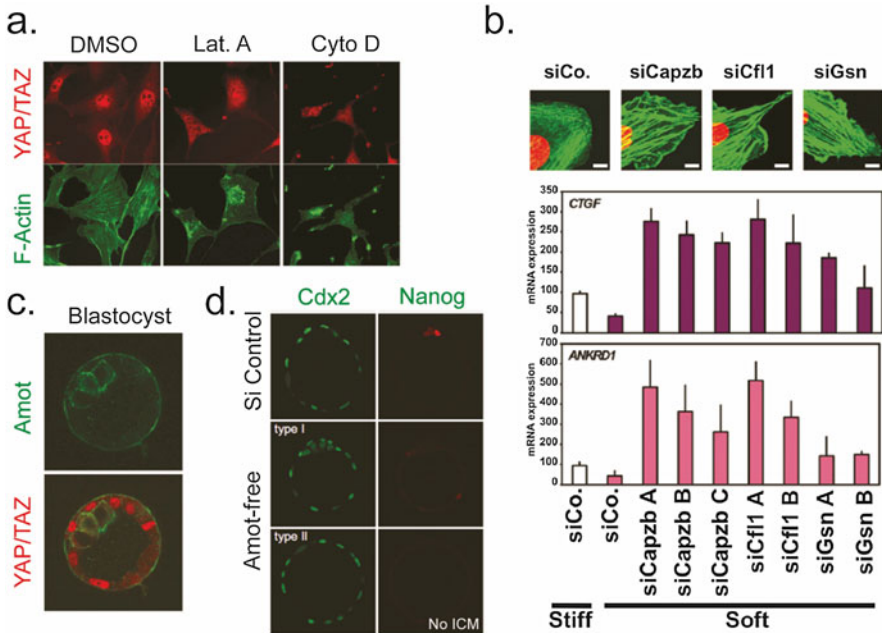 a.
DMSO Lat. A Cyto D
YAP/TAZ
F-Actin
b.
siCo. siCapzb siCfl1 siGsn
CTGF
mRNA expression
350
300
250
200
150
100
50
0
ANKRD1
mRNA expression
700
600
500
400
300
200
100
0
siCo.
siCo.
siCapzb A
siCapzb B
siCapzb C
siCfl1 A
siCfl1 B
siGsn A
siGsn B
Stiff Soft
c.
Blastocyst
Amot
YAP/TAZ
d.
Cdx2 Nanog
Si Control
Amot-free
type I
type II
No ICM